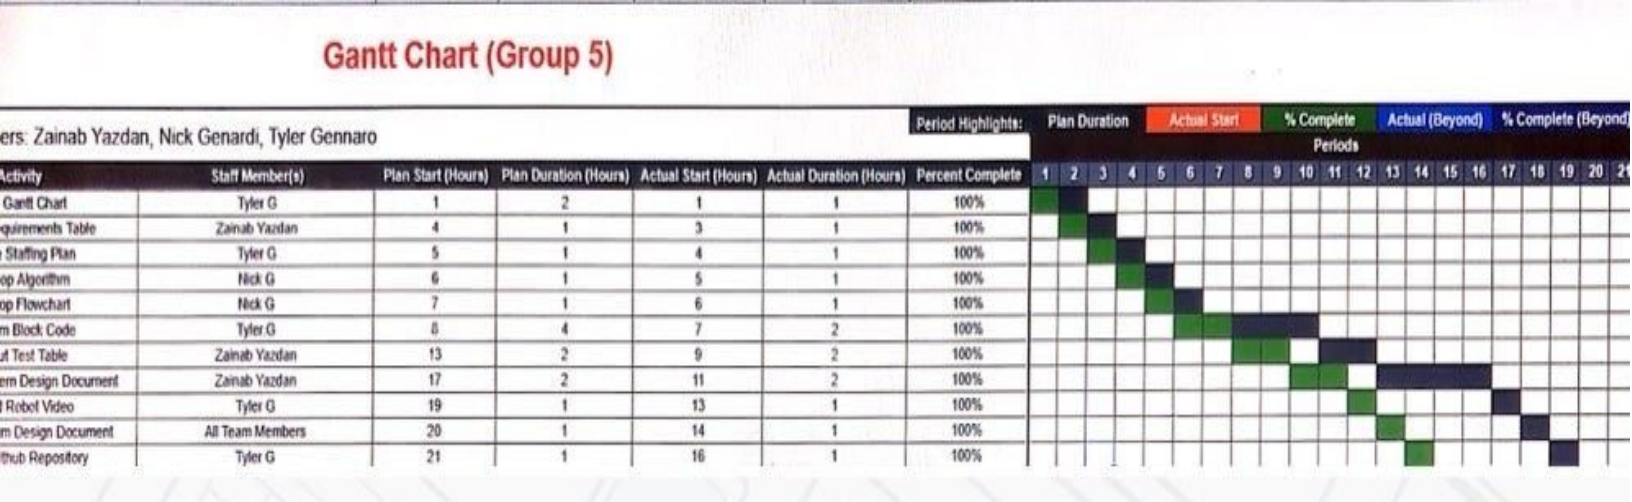 Gantt Chart (Group 5)
Period Highlights: Plan Duration Actual Start % Complete Actual (Beyond) % Complete (Beyond)
ers: Zainab Yazdan, Nick Genardi, Tyler Gennaro
Periods
Activity Staff Member(s) Plan Start (Hours) Plan Duration (Hours) Actual Start (Hours) Actual Duration (Hours) Percent Complete 1 2 3 4 5 6 7 8 9 10 11 12 13 14 15 16 17 18 19 20 21
Gantt Chart Tyler G 1 2 1 1 100%
quirements Table Zainab Yazdan 4 1 3 1 100%
Staffing Plan Tyler G 5 1 4 1 100%
op Algorithm Nick G 6 1 5 1 100%
op Flowchart Nick G 7 1 6 1 100%
m Block Code Tyler G 8 4 7 2 100%
ut Test Table Zainab Yazdan 13 2 9 2 100%
em Design Document Zainab Yazdan 17 2 11 2 100%
Robot Video Tyler G 19 1 13 1 100%
m Design Document All Team Members 20 1 14 1 100%
thub Repository Tyler G 21 1 16 1 100%